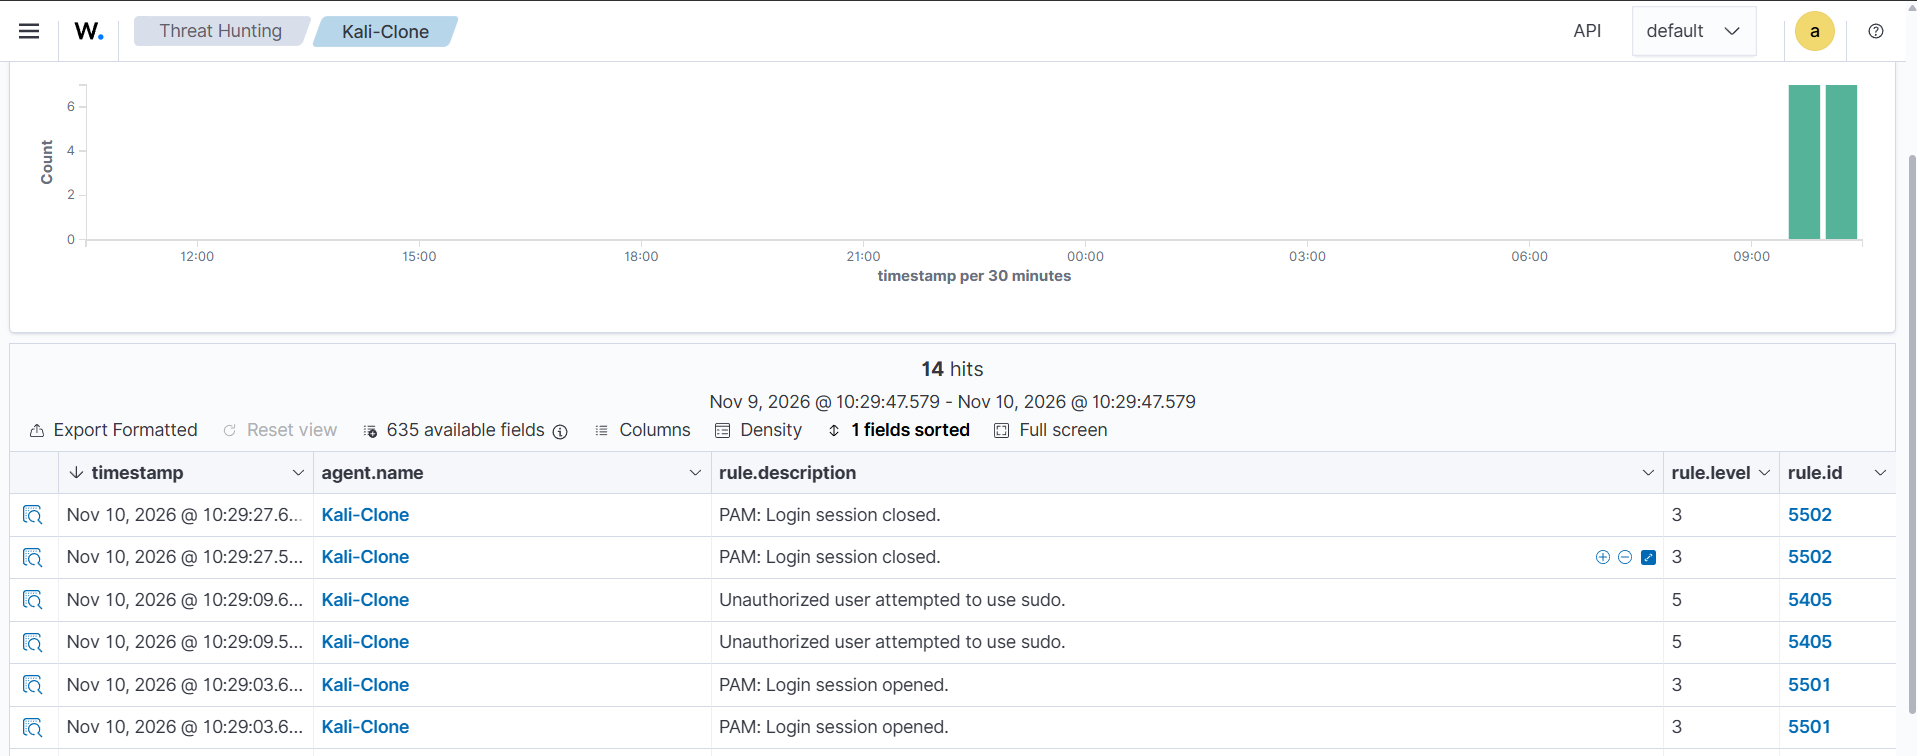 W. Threat Hunting Kali-Clone API default a
Count
6
4
2
0
12:00 15:00 18:00 21:00 00:00 03:00 06:00 09:00
timestamp per 30 minutes
14 hits
Nov 9, 2026 @ 10:29:47.579 - Nov 10, 2026 @ 10:29:47.579
Export Formatted Reset view 635 available fields Columns Density 1 fields sorted Full screen
timestamp agent.name rule.description rule.level rule.id
Nov 10, 2026 @ 10:29:27.6... Kali-Clone PAM: Login session closed. 3 5502
Nov 10, 2026 @ 10:29:27.5... Kali-Clone PAM: Login session closed. 3 5502
Nov 10, 2026 @ 10:29:09.6... Kali-Clone Unauthorized user attempted to use sudo. 5 5405
Nov 10, 2026 @ 10:29:09.5... Kali-Clone Unauthorized user attempted to use sudo. 5 5405
Nov 10, 2026 @ 10:29:03.6... Kali-Clone PAM: Login session opened. 3 5501
Nov 10, 2026 @ 10:29:03.6... Kali-Clone PAM: Login session opened. 3 5501